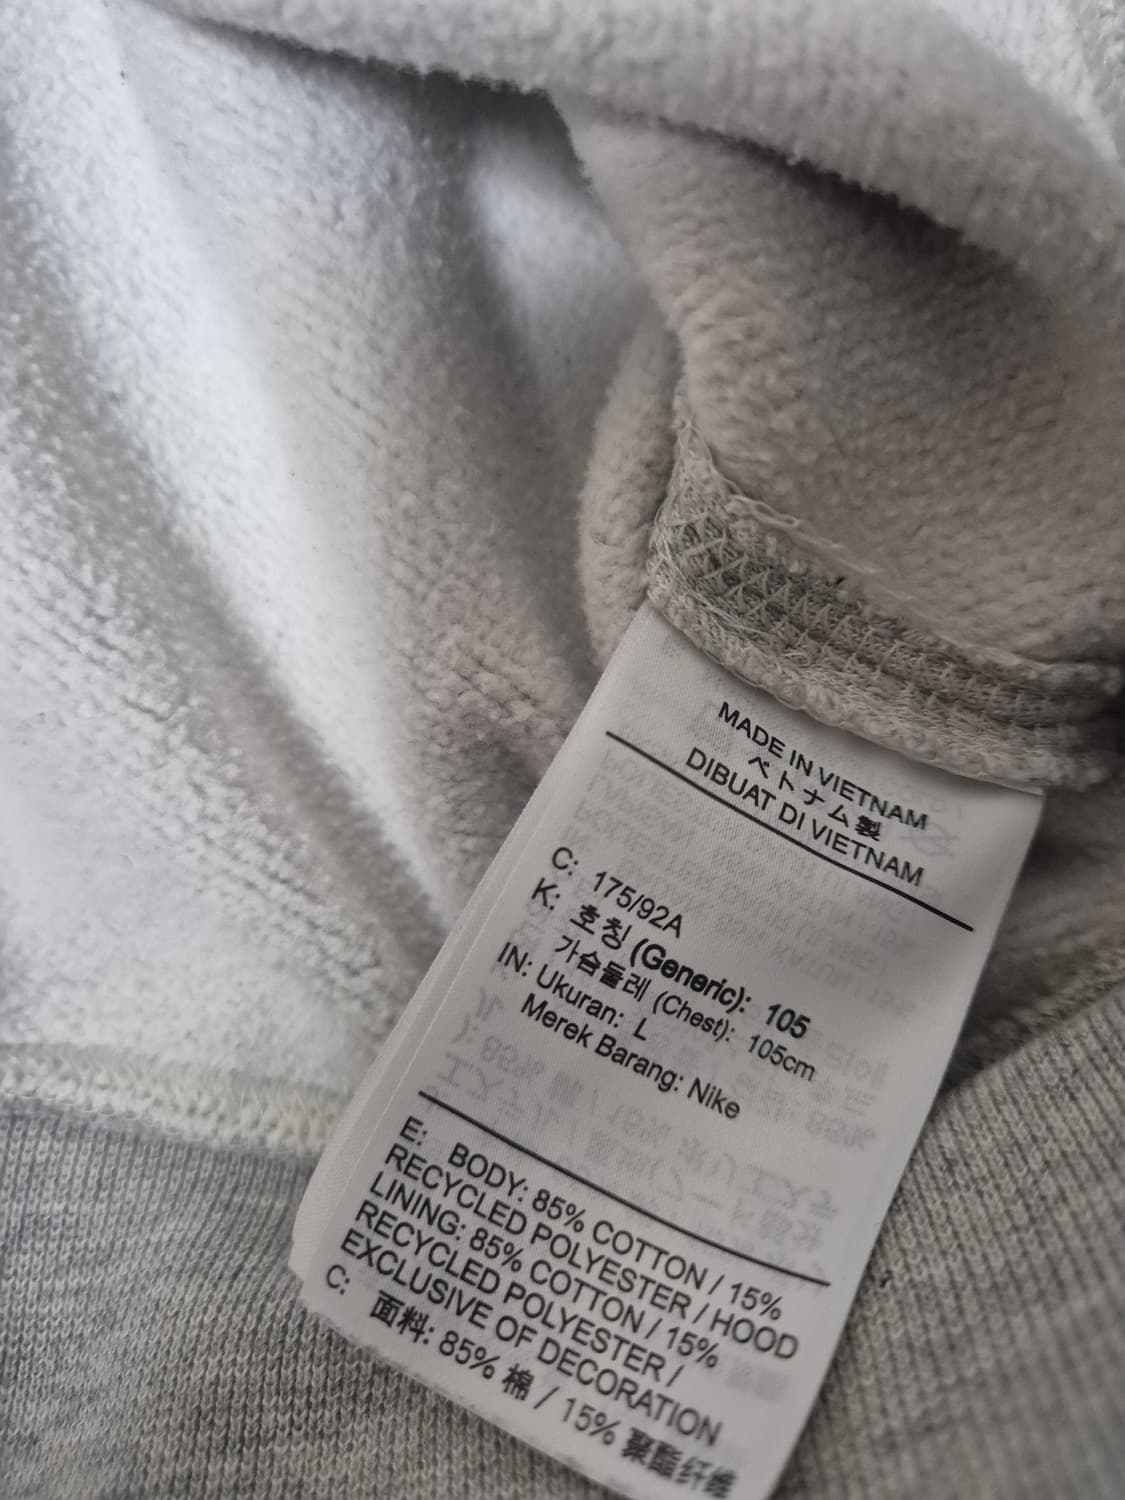 MADE IN VIETNAM
ベトナム製
DIBUAT DI VIETNAM
C: 175/92A
K: 호칭 (Generic): 105
가슴둘레 (Chest): 105cm
IN: Ukuran: L
Merek Barang: Nike
E: BODY: 85% COTTON / 15%
RECYCLED POLYESTER / HOOD
LINING: 85% COTTON / 15%
RECYCLED POLYESTER /
EXCLUSIVE OF DECORATION
C: 面料: 85% 棉 / 15% 聚酯纤维